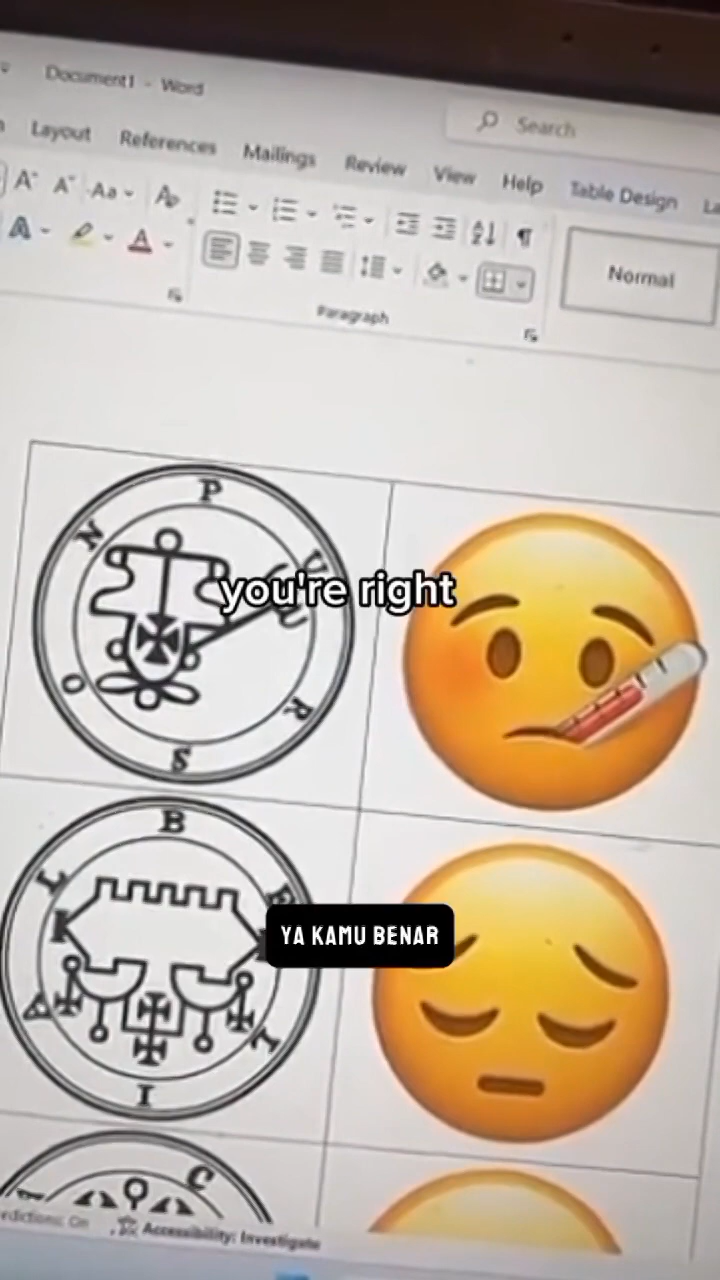 Document1 - Word
Search
Layout References Mailings Review View Help Table Design
Aa
A A
Normal
Paragraph
P
U
R
S
O
N
you're right
B
L
I
A
L
YA KAMU BENAR
C
Accessibility: Investigate